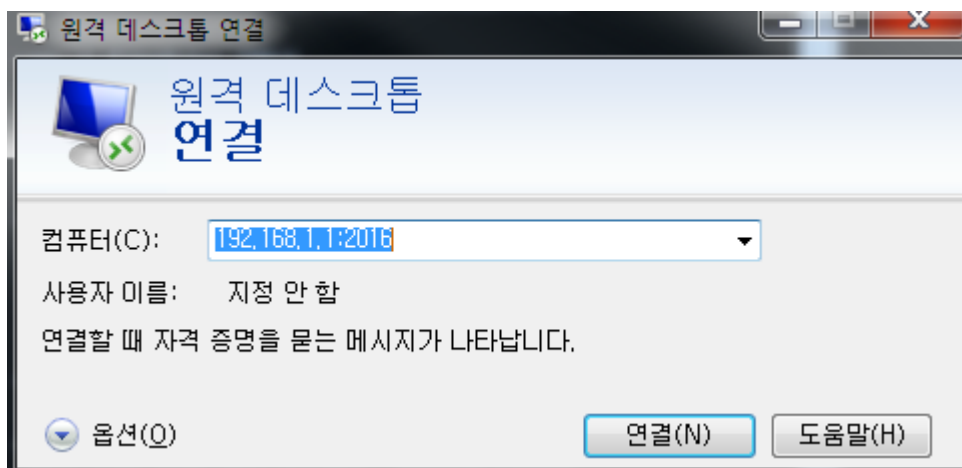 원격 데스크톱 연결
원격 데스크톱
연결
컴퓨터(C): 192.168.1.1:2016
사용자 이름: 지정 안 함
연결할 때 자격 증명을 묻는 메시지가 나타납니다.
옵션(O) 연결(N) 도움말(H)